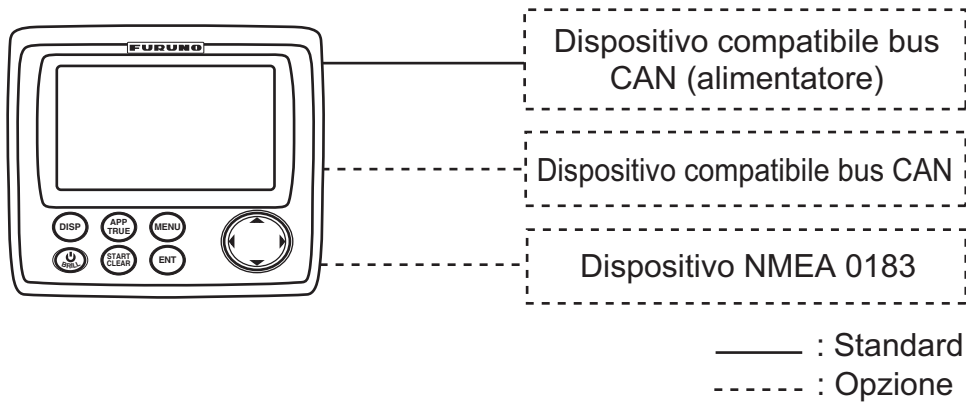 FURUNO
DISP
APP
TRUE
MENU
BRILL
START
CLEAR
ENT
Dispositivo compatibile bus
CAN (alimentatore)
Dispositivo compatibile bus CAN
Dispositivo NMEA 0183
: Standard
: Opzione